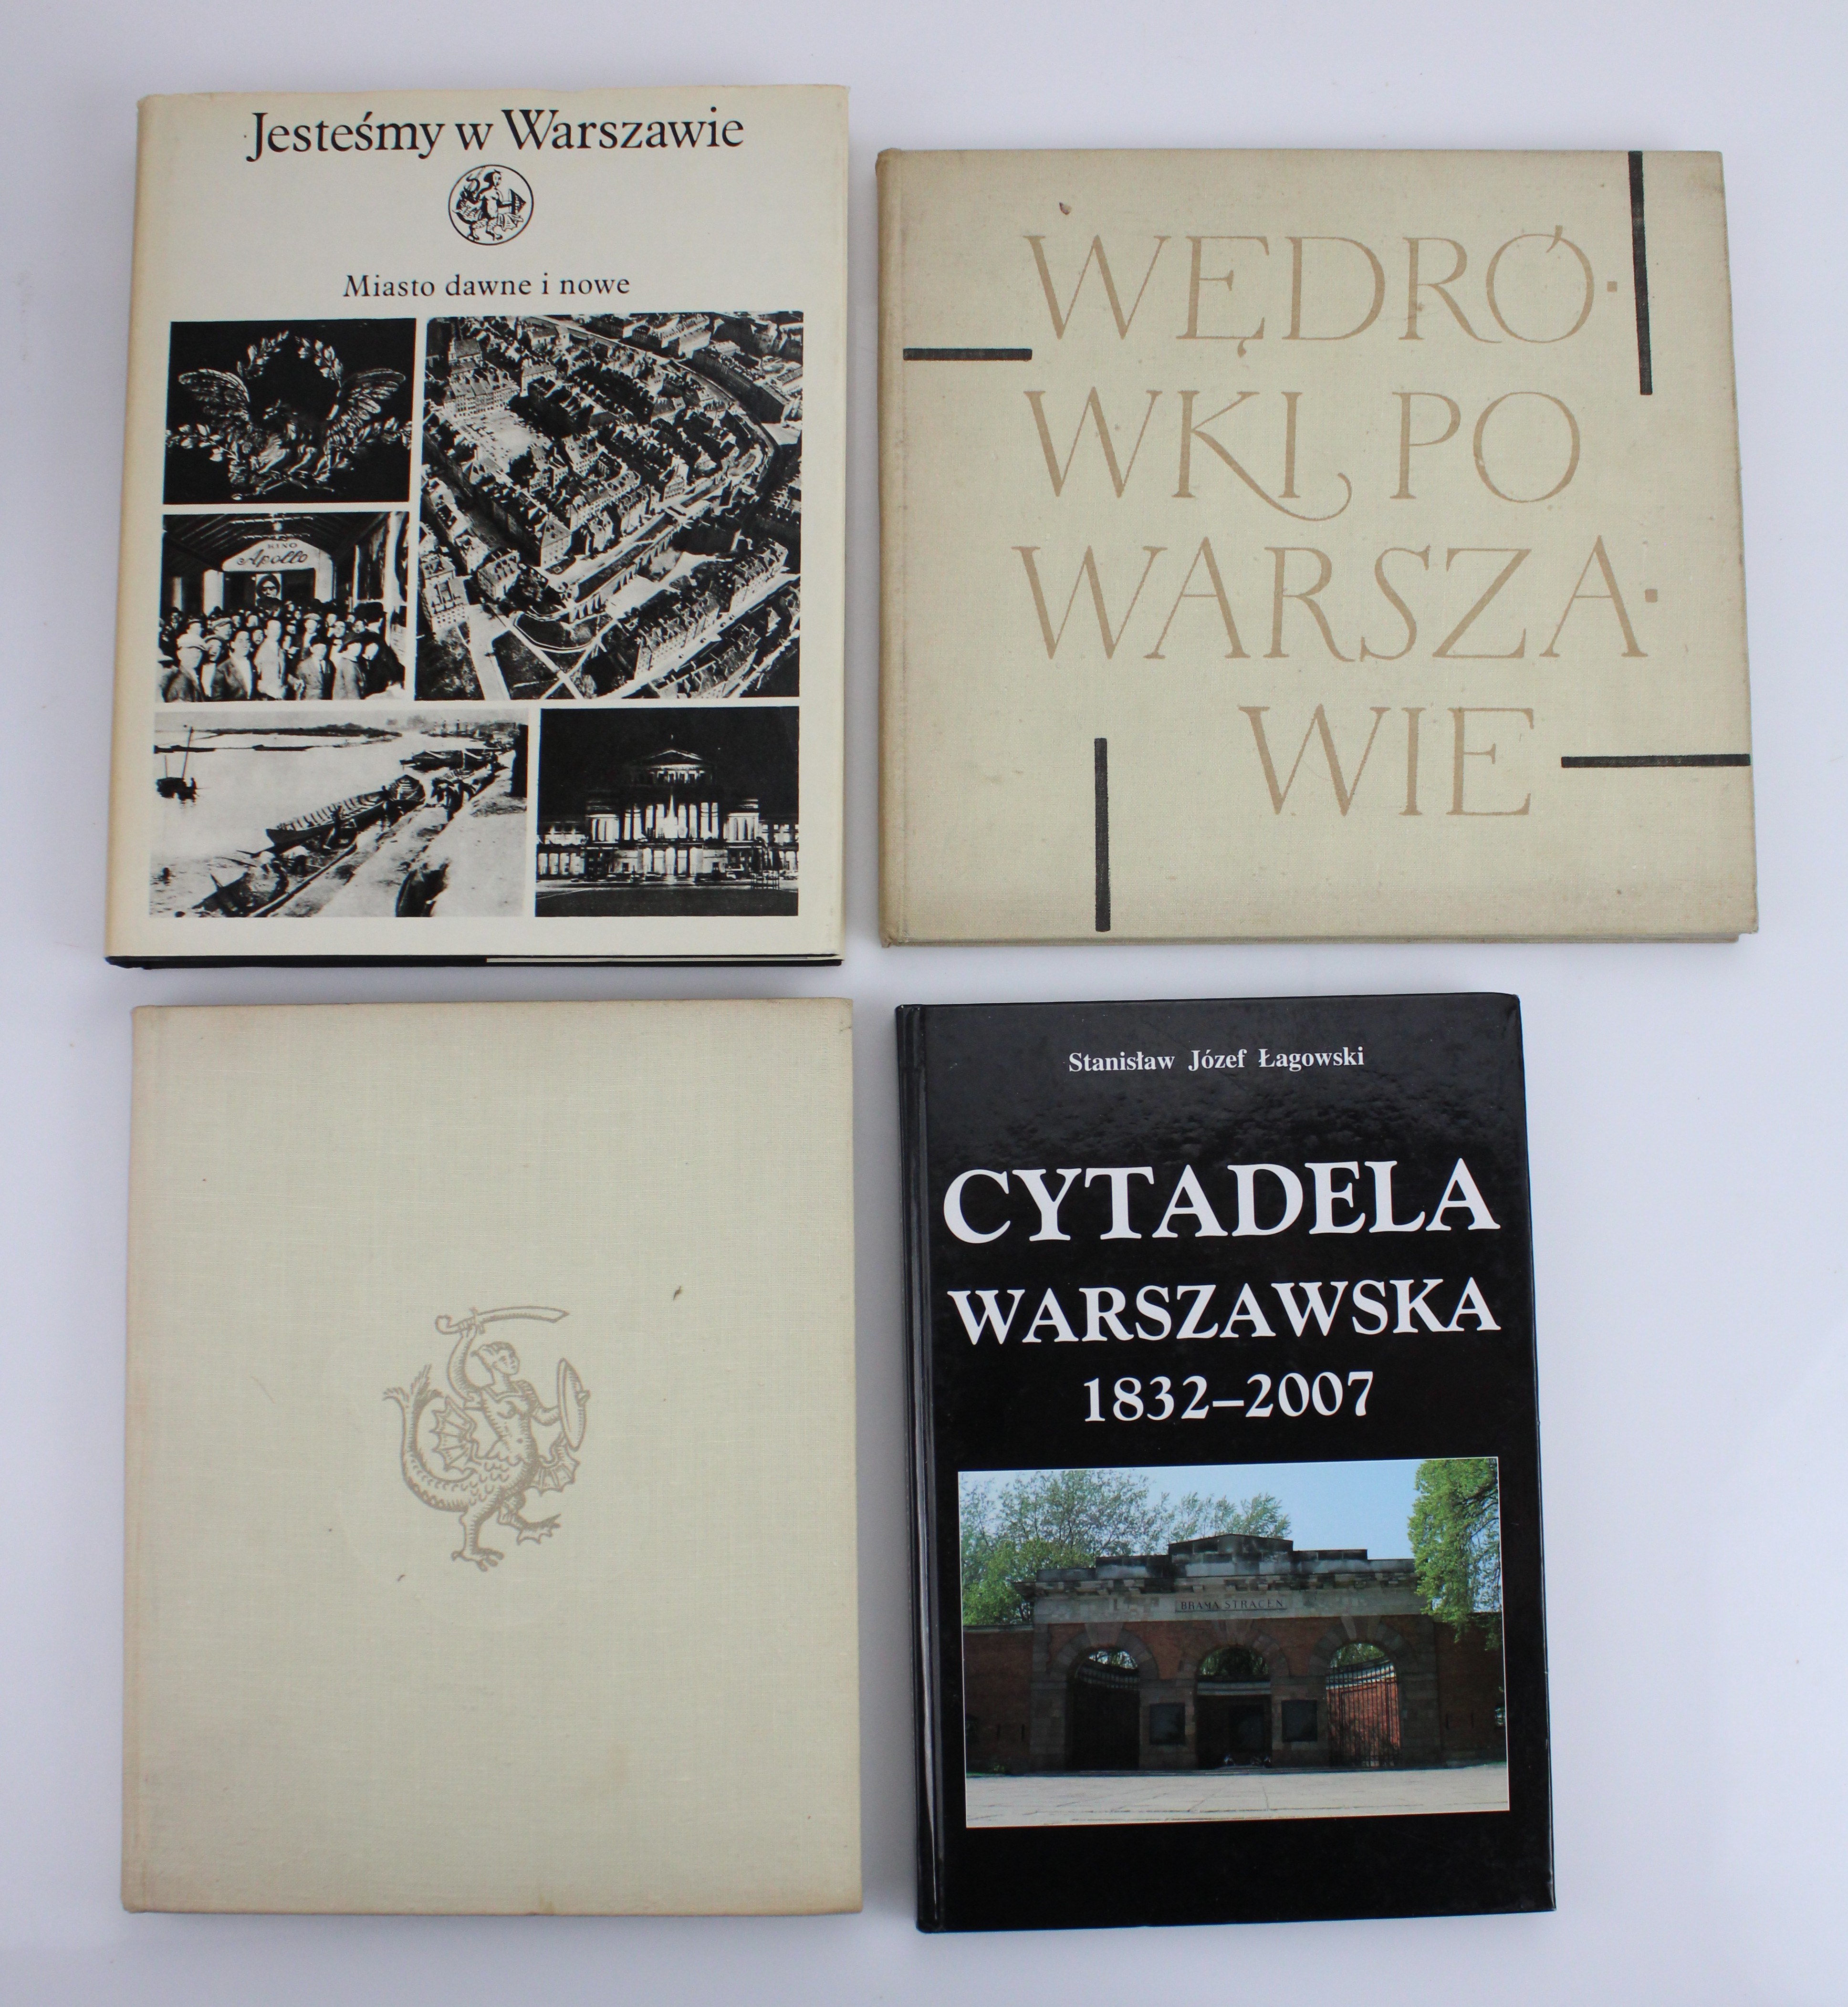 Jesteśmy w Warszawie
Miasto dawne i nowe
KINO
Apollo
WĘDRÓ·
WKI PO
WARSZA·
WIE
Stanisław Józef Łagowski
CYTADELA
WARSZAWSKA
1832–2007
BRAMA STRACEŃ